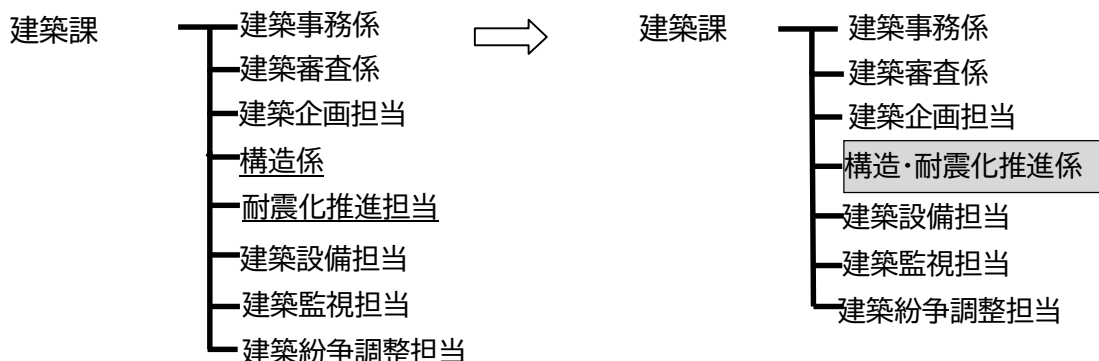 建築課
建築事務係
建築審査係
建築企画担当
構造係
耐震化推進担当
建築設備担当
建築監視担当
建築紛争調整担当
建築課
建築事務係
建築審査係
建築企画担当
構造・耐震化推進係
建築設備担当
建築監視担当
建築紛争調整担当